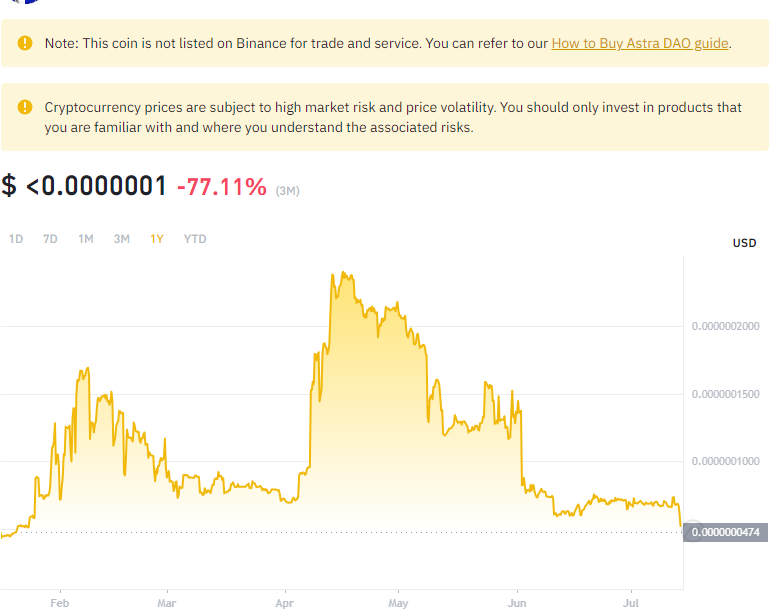 Note: This coin is not listed on Binance for trade and service. You can refer to our How to Buy Astra DAO guide.
Cryptocurrency prices are subject to high market risk and price volatility. You should only invest in products that
you are familiar with and where you understand the associated risks.
$ <0.0000001 -77.11% (3M)
1D 7D 1M 3M 1Y YTD
USD
0.0000002000
0.0000001500
0.0000001000
0.0000000474
Feb Mar Apr May Jun Jul